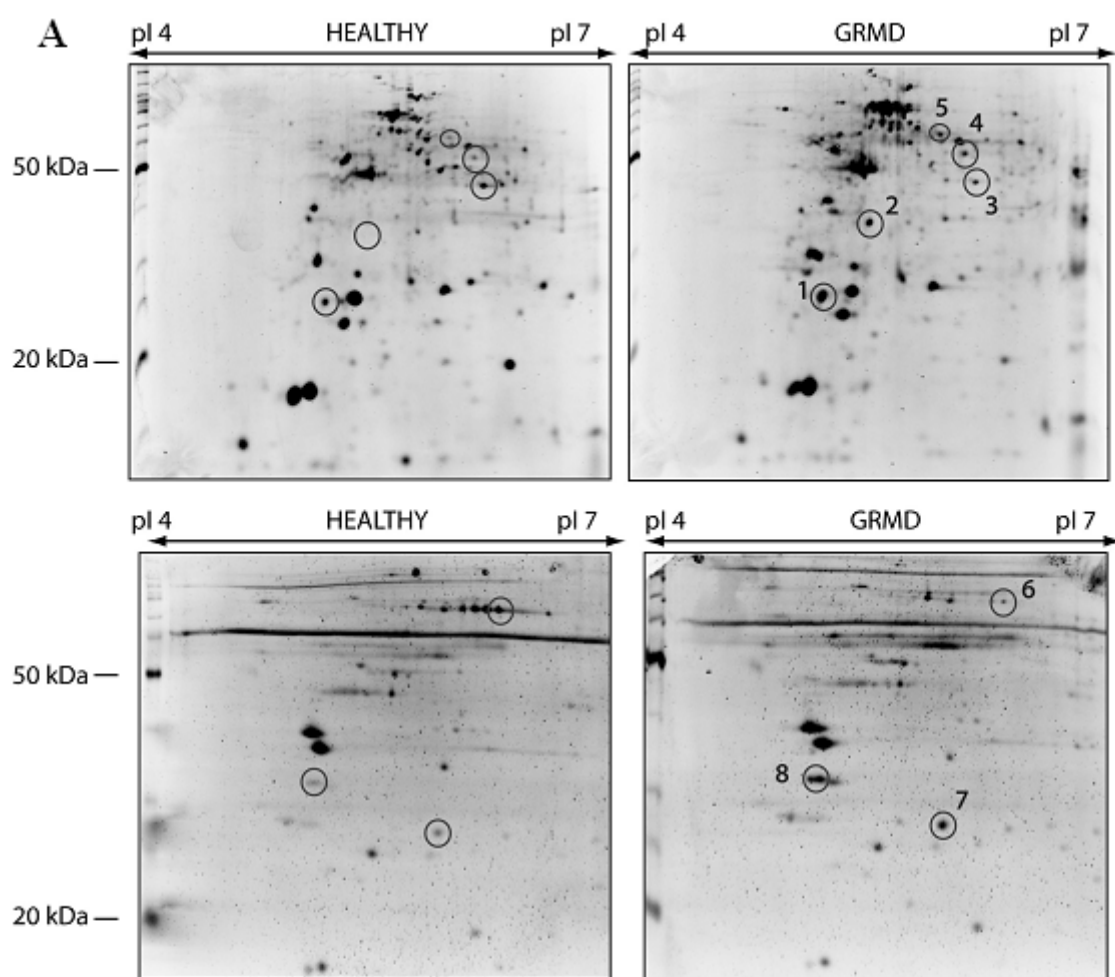 A
pI 4 HEALTHY pI 7
pI 4 GRMD pI 7
50 kDa
20 kDa
5
4
3
2
1
pI 4 HEALTHY pI 7
pI 4 GRMD pI 7
50 kDa
20 kDa
6
8
7